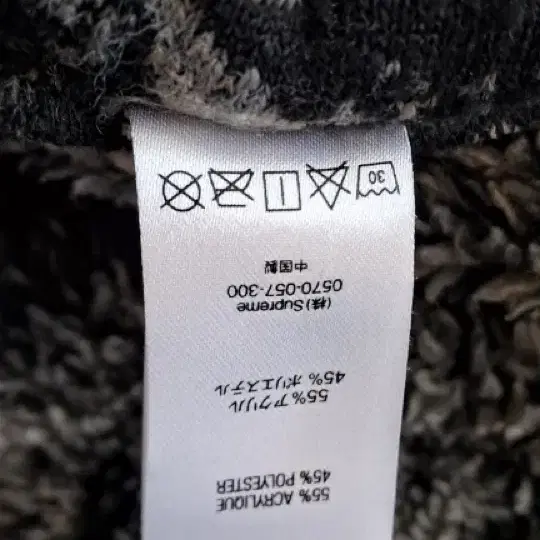 55% ACRYLIQUE
45% POLYESTER
55% アクリル
45% ポリエステル
(株)Supreme
0570-057-300
中国製
30